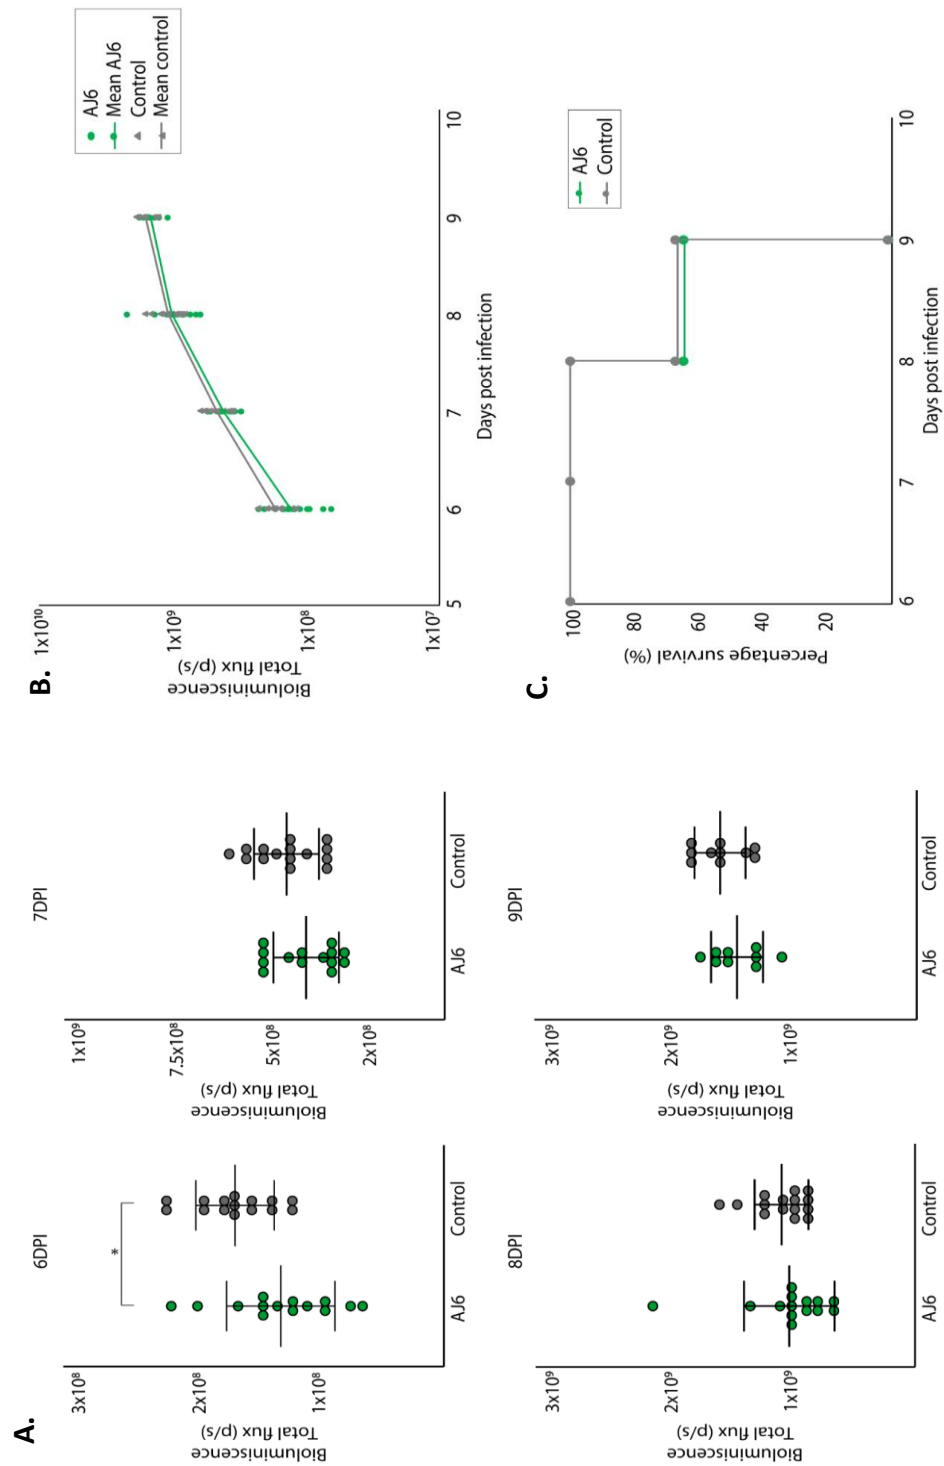 A.
6DPI
Bioluminiscence
Total flux (p/s)
3x10⁸
2x10⁸
1x10⁸
*
AJ6
Control
7DPI
Bioluminiscence
Total flux (p/s)
1x10⁹
7.5x10⁸
5x10⁸
2x10⁸
AJ6
Control
8DPI
Bioluminiscence
Total flux (p/s)
3x10⁹
2x10⁹
1x10⁹
AJ6
Control
9DPI
Bioluminiscence
Total flux (p/s)
3x10⁹
2x10⁹
1x10⁹
AJ6
Control
B.
Bioluminiscence
Total flux (p/s)
1x10¹⁰
1x10⁹
1x10⁸
1x10⁷
5
6
7
8
9
10
Days post infection
AJ6
Mean AJ6
Control
Mean control
C.
Percentage survival (%)
100
80
60
40
20
6
7
8
9
10
Days post infection
AJ6
Control